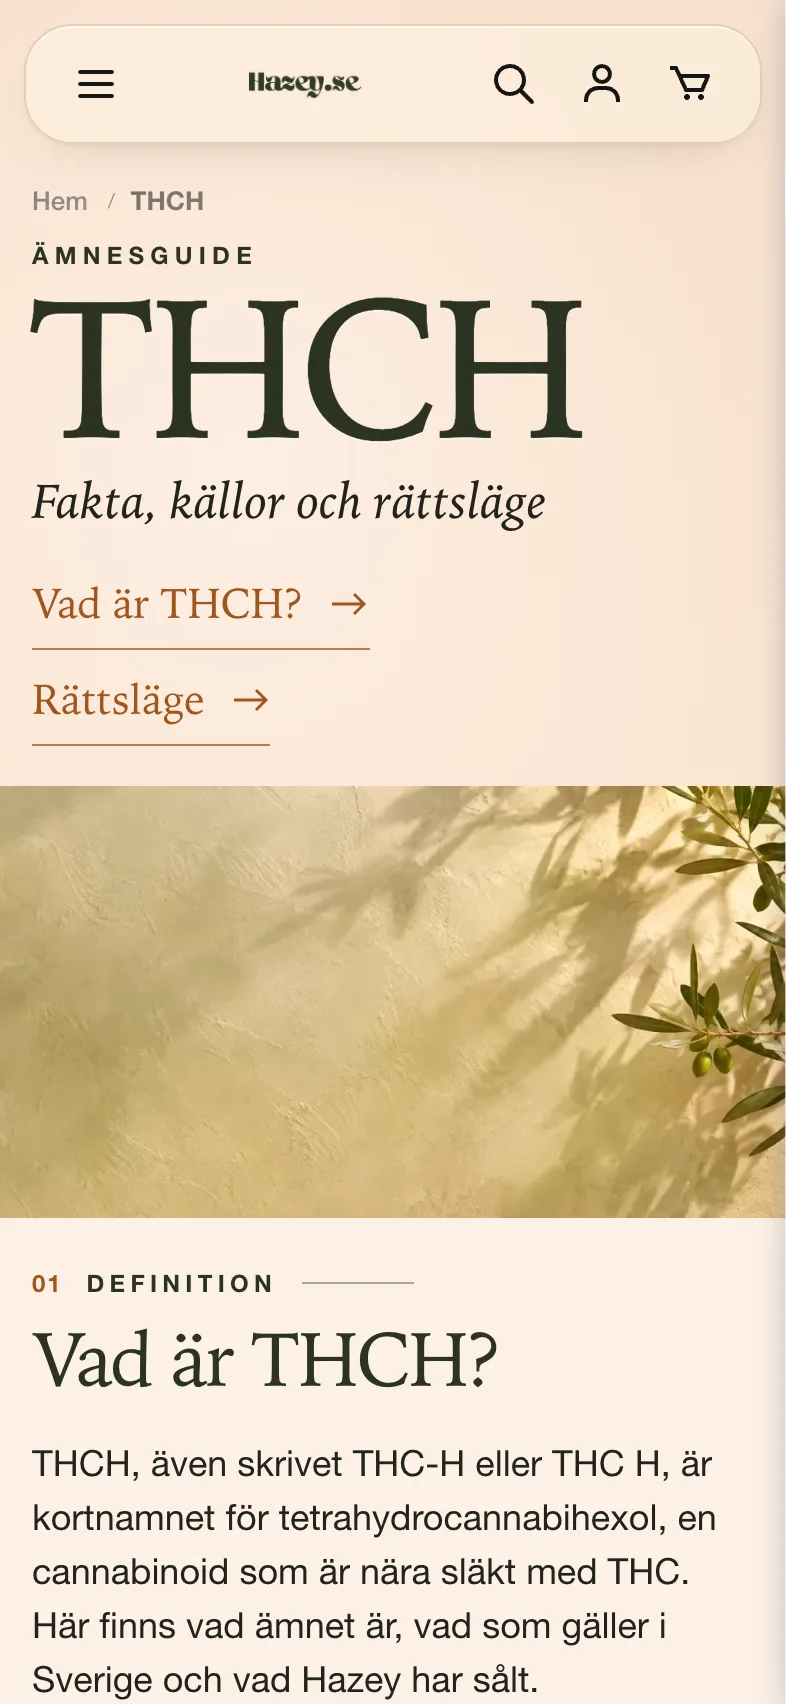 Hazey.se
Hem / THCH
ÄMNESGUIDE
THCH
Fakta, källor och rättsläge
Vad är THCH? →
Rättsläge →
01 DEFINITION
Vad är THCH?
THCH, även skrivet THC-H eller THC H, är
kortnamnet för tetrahydrocannabihexol, en
cannabinoid som är nära släkt med THC.
Här finns vad ämnet är, vad som gäller i
Sverige och vad Hazey har sålt.